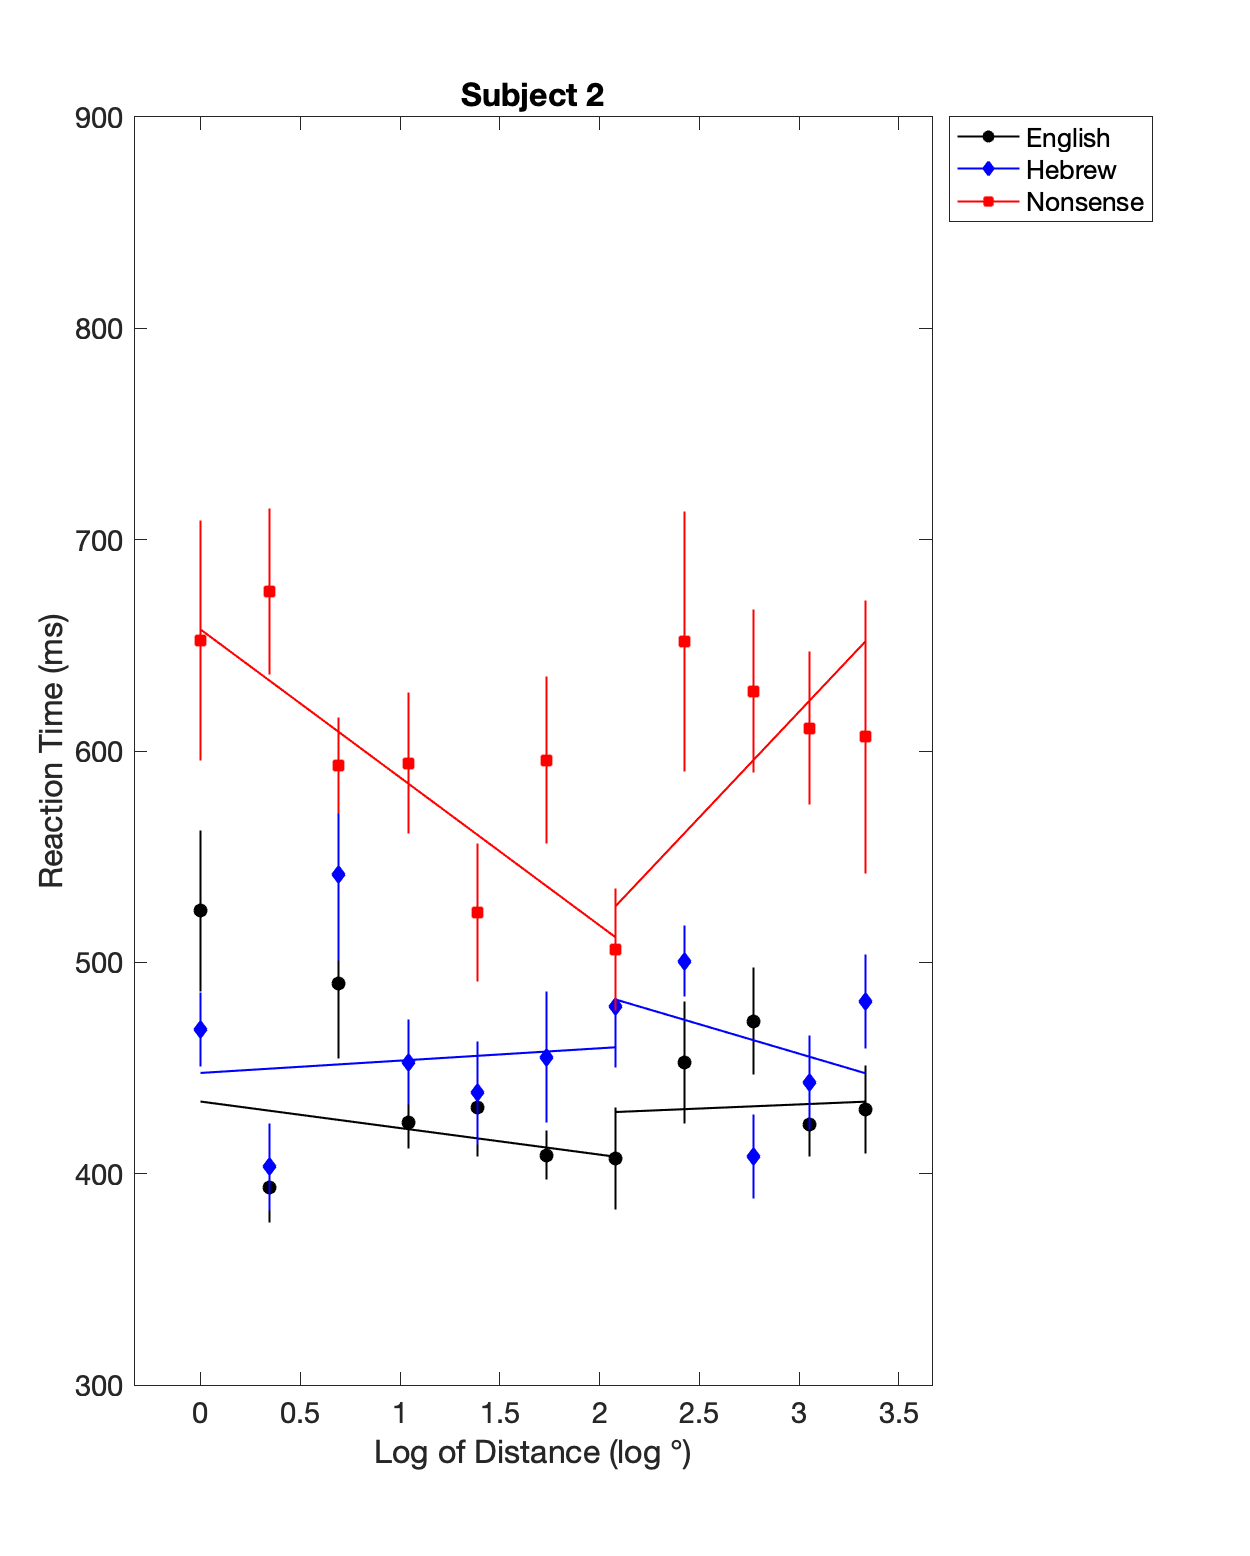 Subject 2
900
800
700
600
500
400
300
Reaction Time (ms)
0 0.5 1 1.5 2 2.5 3 3.5
Log of Distance (log °)
English
Hebrew
Nonsense